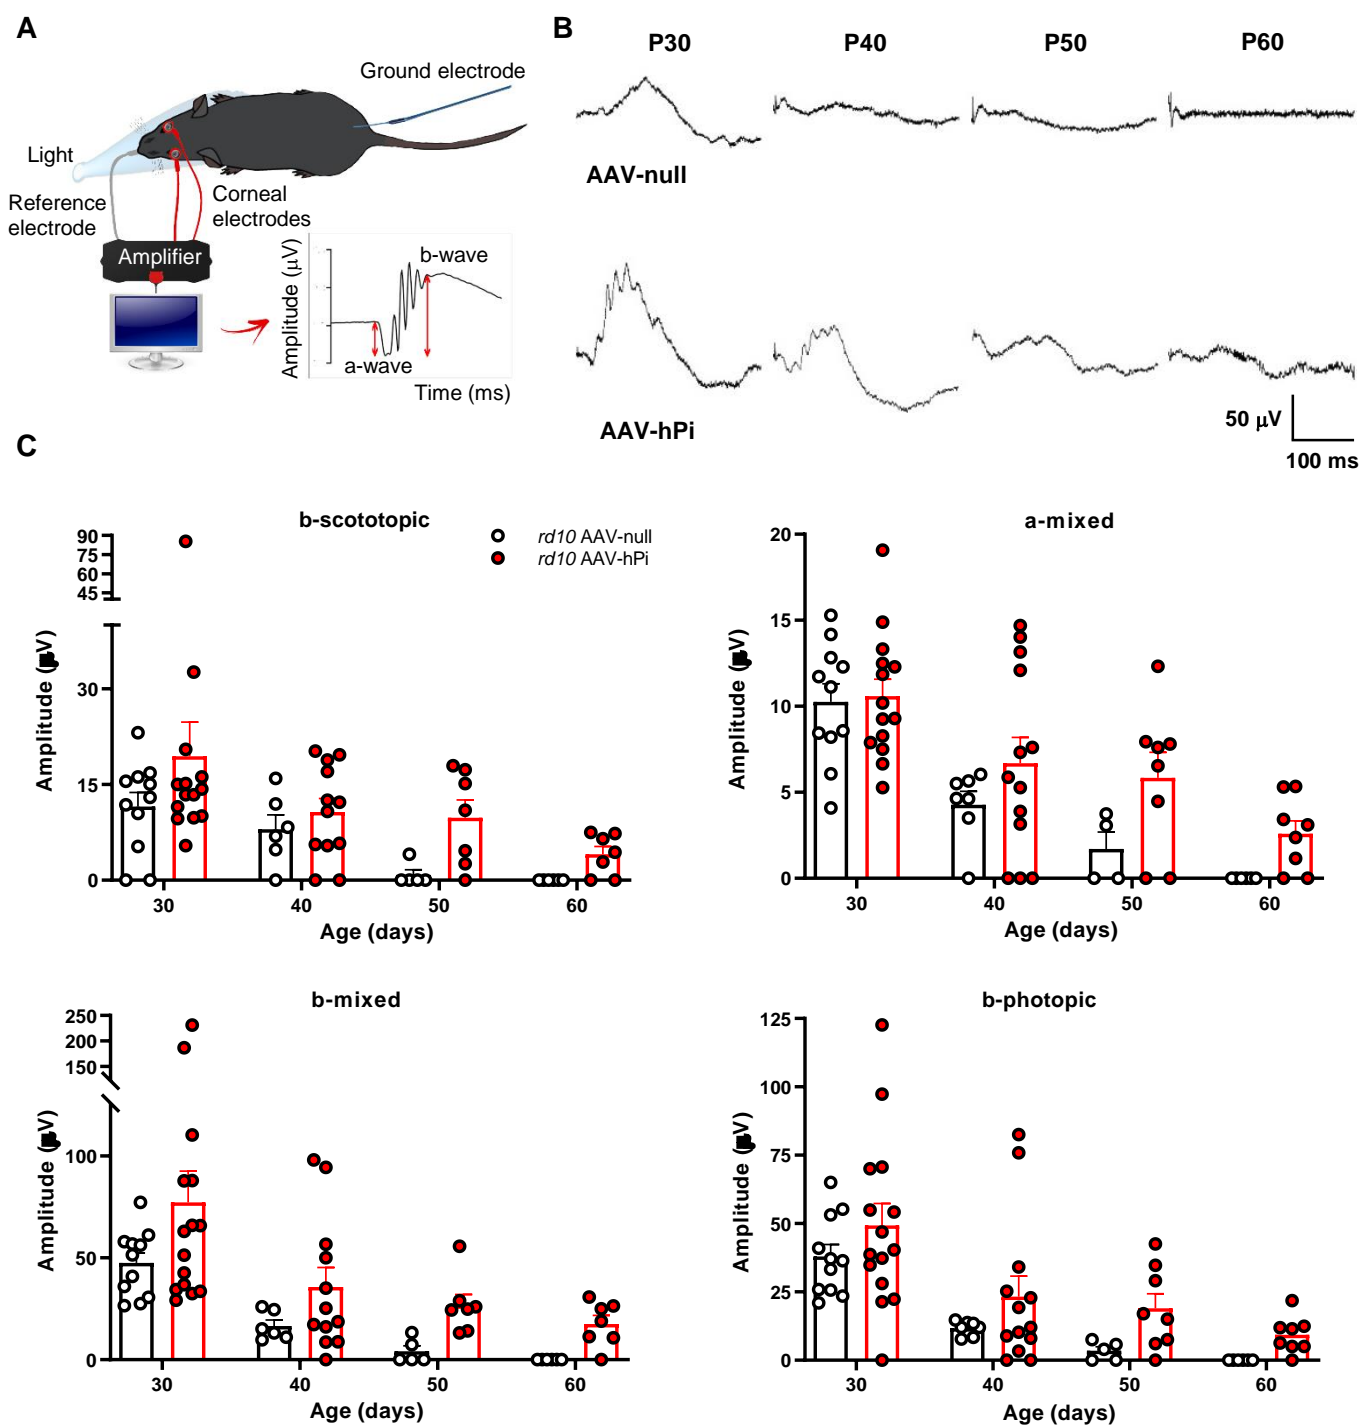 A
Ground electrode
Light
Reference
electrode
Corneal
electrodes
Amplifier
Amplitude (μV)
b-wave
a-wave
Time (ms)
B
P30
P40
P50
P60
AAV-null
AAV-hPi
50 μV
100 ms
C
b-scototopic
rd10 AAV-null
rd10 AAV-hPi
90
75
60
45
30
15
0
Amplitude (μV)
30
40
50
60
Age (days)
a-mixed
20
15
10
5
0
Amplitude (μV)
30
40
50
60
Age (days)
b-mixed
250
200
150
100
50
0
Amplitude (μV)
30
40
50
60
Age (days)
b-photopic
125
100
75
50
25
0
Amplitude (μV)
30
40
50
60
Age (days)